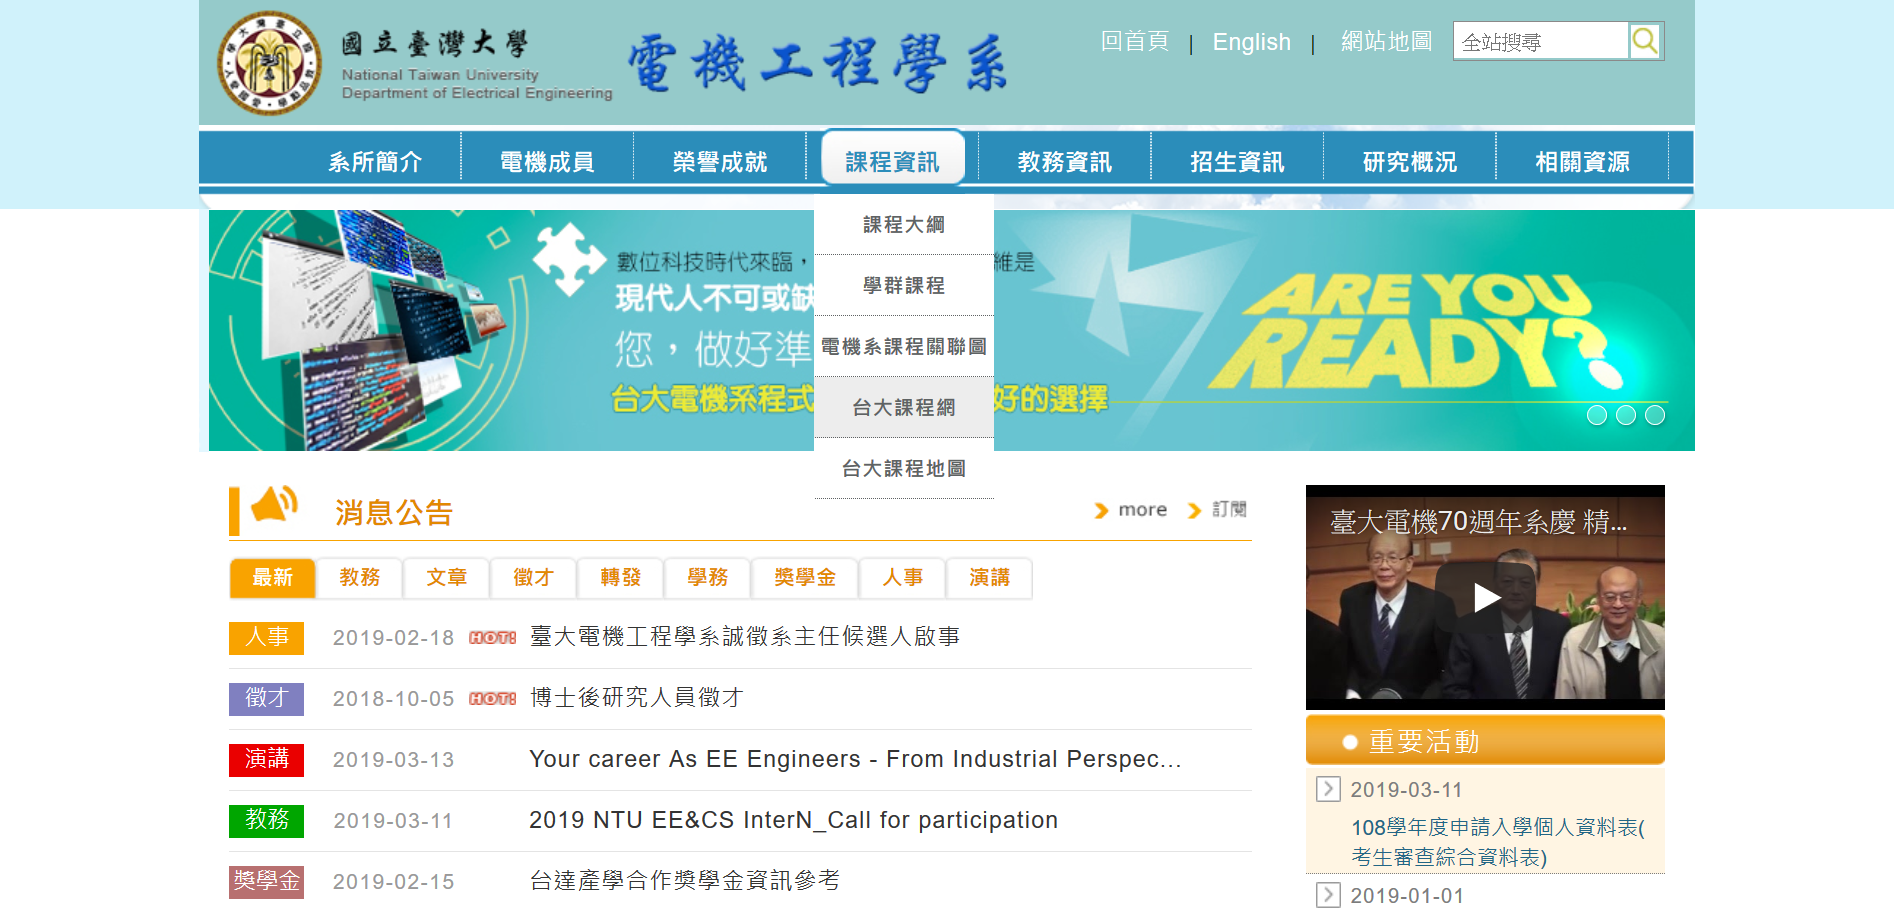 國立臺灣大學
National Taiwan University
Department of Electrical Engineering
電機工程學系
回首頁 | English | 網站地圖
全站搜尋
系所簡介 電機成員 榮譽成就 課程資訊 教務資訊 招生資訊 研究概況 相關資源
課程大綱
學群課程
電機系課程關聯圖
台大課程網
台大課程地圖
數位科技時代來臨， 維是
現代人不可或缺
您，做好準
台大電機系程式 好的選擇
ARE YOU
READY?
消息公告
more 訂閱
最新 教務 文章 徵才 轉發 學務 獎學金 人事 演講
人事 2019-02-18 HOT! 臺大電機工程學系誠徵系主任候選人啟事
徵才 2018-10-05 HOT! 博士後研究人員徵才
演講 2019-03-13 Your career As EE Engineers - From Industrial Perspec...
教務 2019-03-11 2019 NTU EE&CS InterN_Call for participation
獎學金 2019-02-15 台達產學合作獎學金資訊參考
臺大電機70週年系慶 精...
重要活動
2019-03-11
108學年度申請入學個人資料表(
考生審查綜合資料表)
2019-01-01